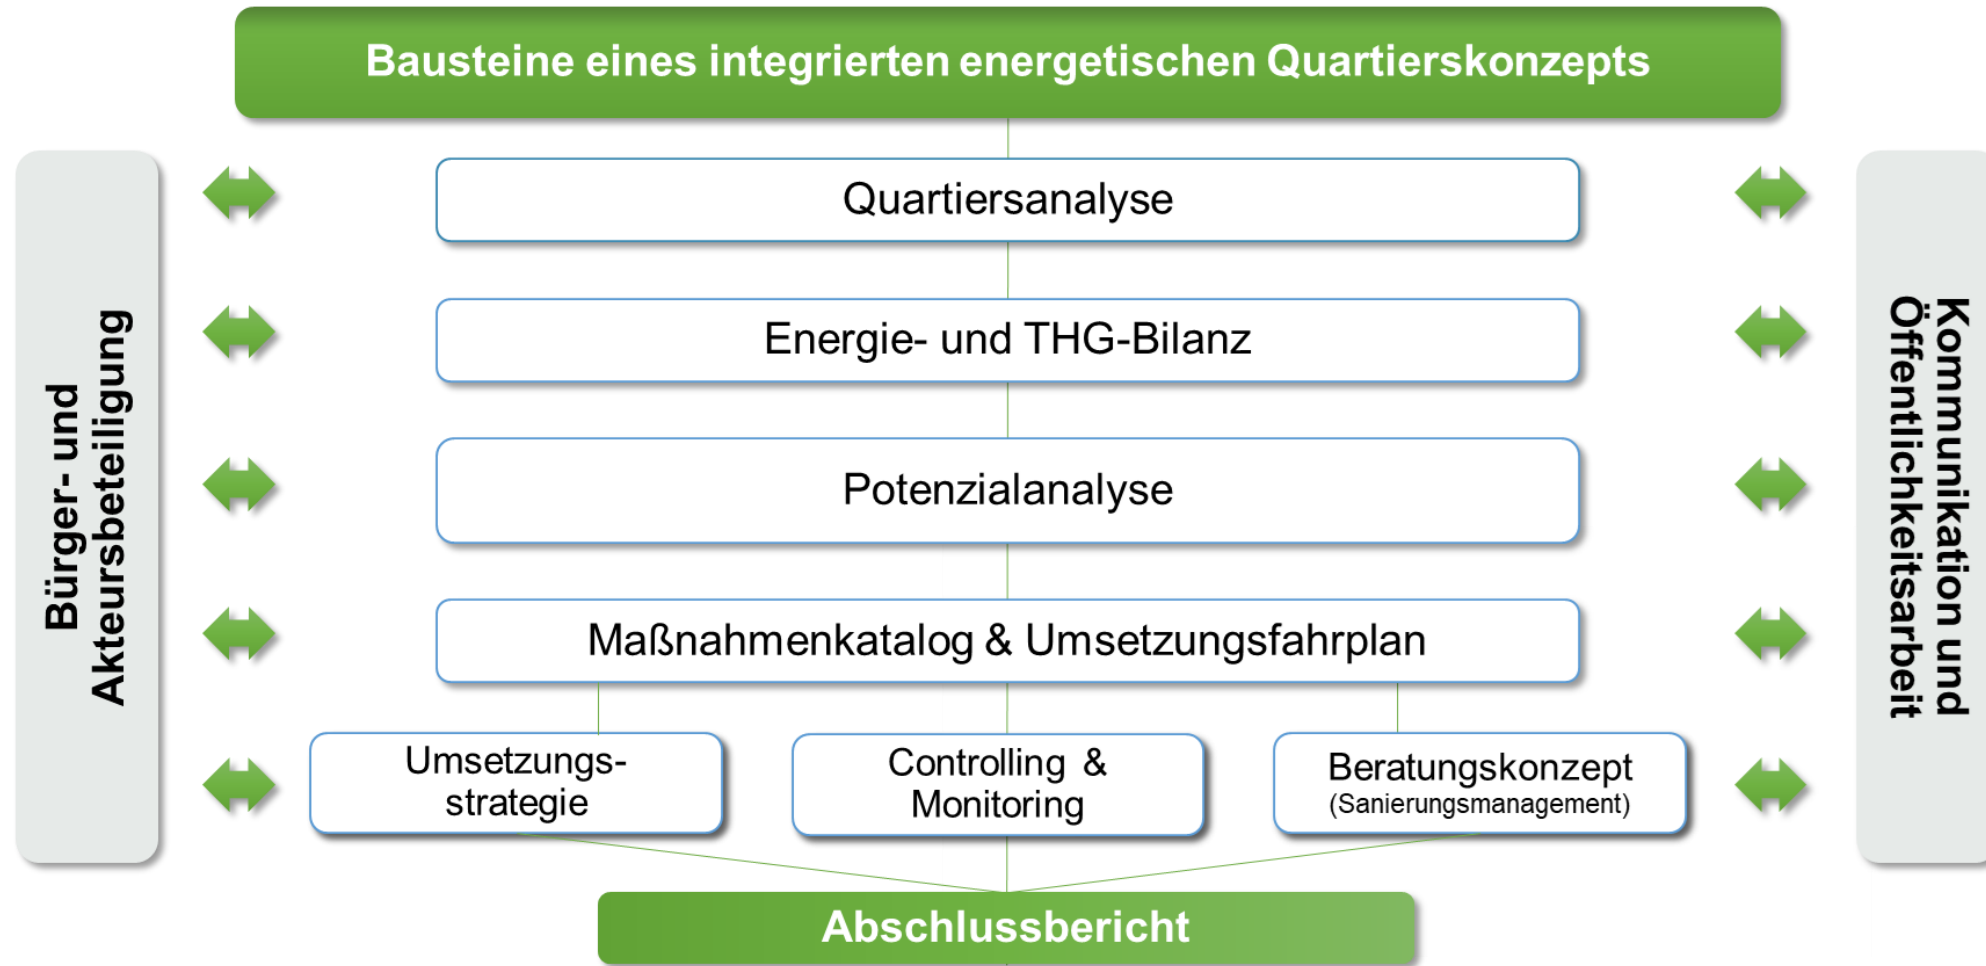 Bausteine eines integrierten energetischen Quartierskonzepts
Bürger- und
Akteursbeteiligung
Quartiersanalyse
Energie- und THG-Bilanz
Potenzialanalyse
Maßnahmenkatalog & Umsetzungsfahrplan
Umsetzungs-
strategie
Controlling &
Monitoring
Beratungskonzept
(Sanierungsmanagement)
Kommunikation und
Öffentlichkeitsarbeit
Abschlussbericht